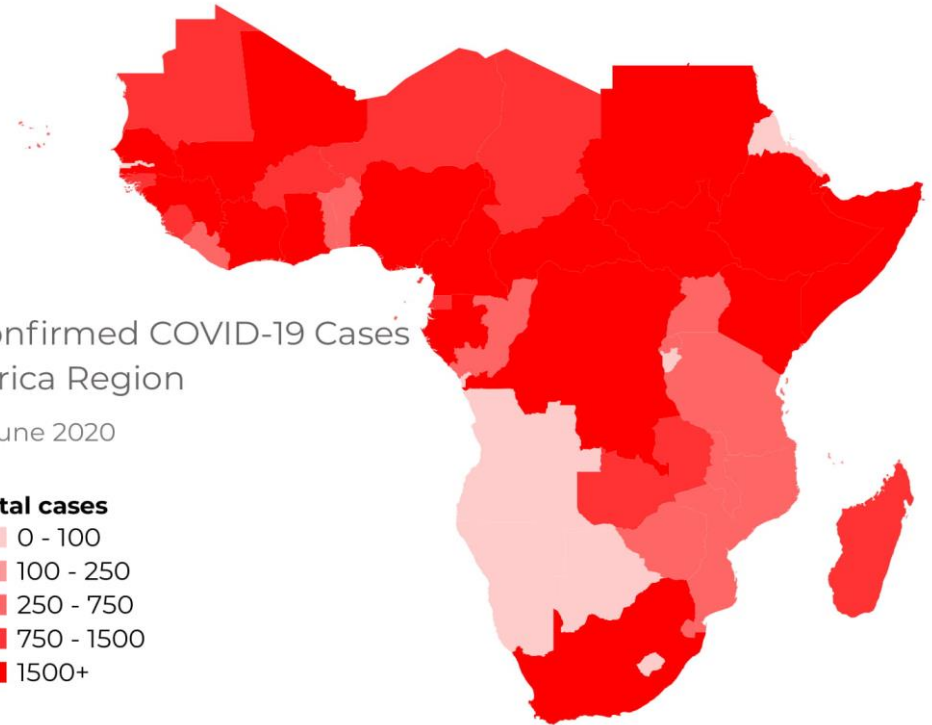 onfirmed COVID-19 Cases
rica Region
une 2020
tal cases
0 - 100
100 - 250
250 - 750
750 - 1500
1500+